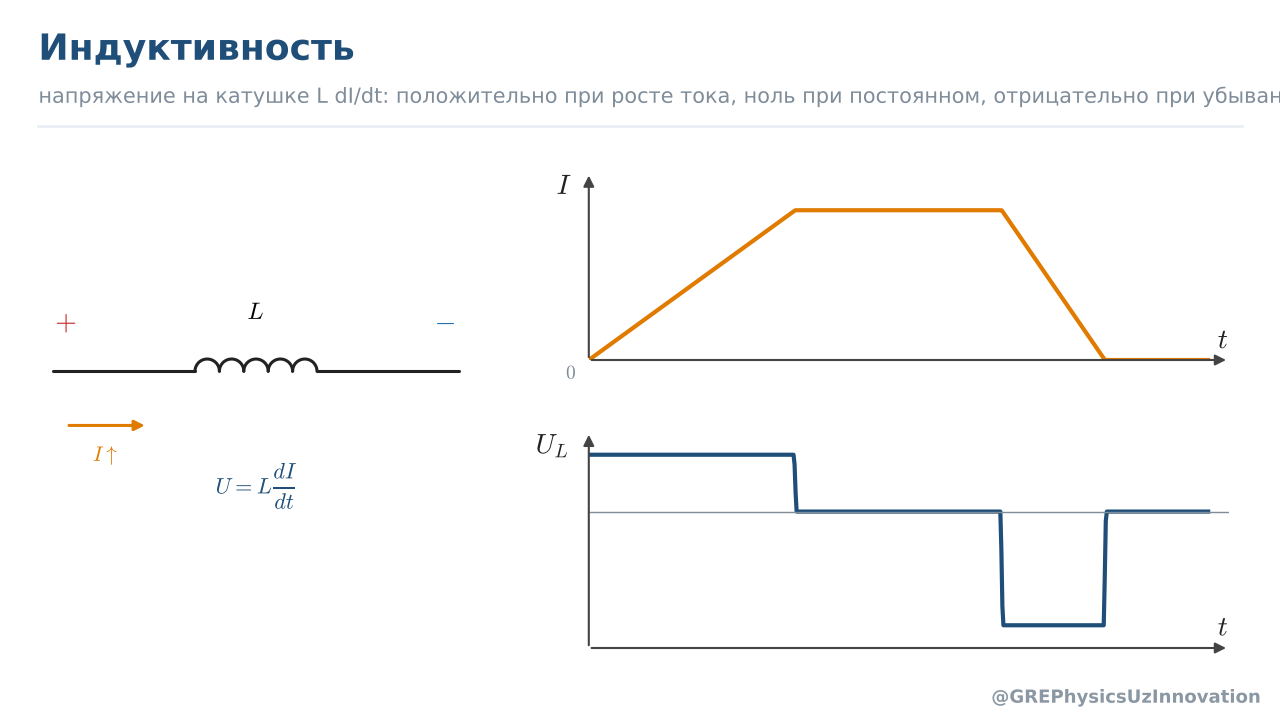 Индуктивность
напряжение на катушке L dI/dt: положительно при росте тока, ноль при постоянном, отрицательно при убыван
I
t
0
+
L
−
I↑
U = L dI/dt
U_L
t
@GREPhysicsUzInnovation